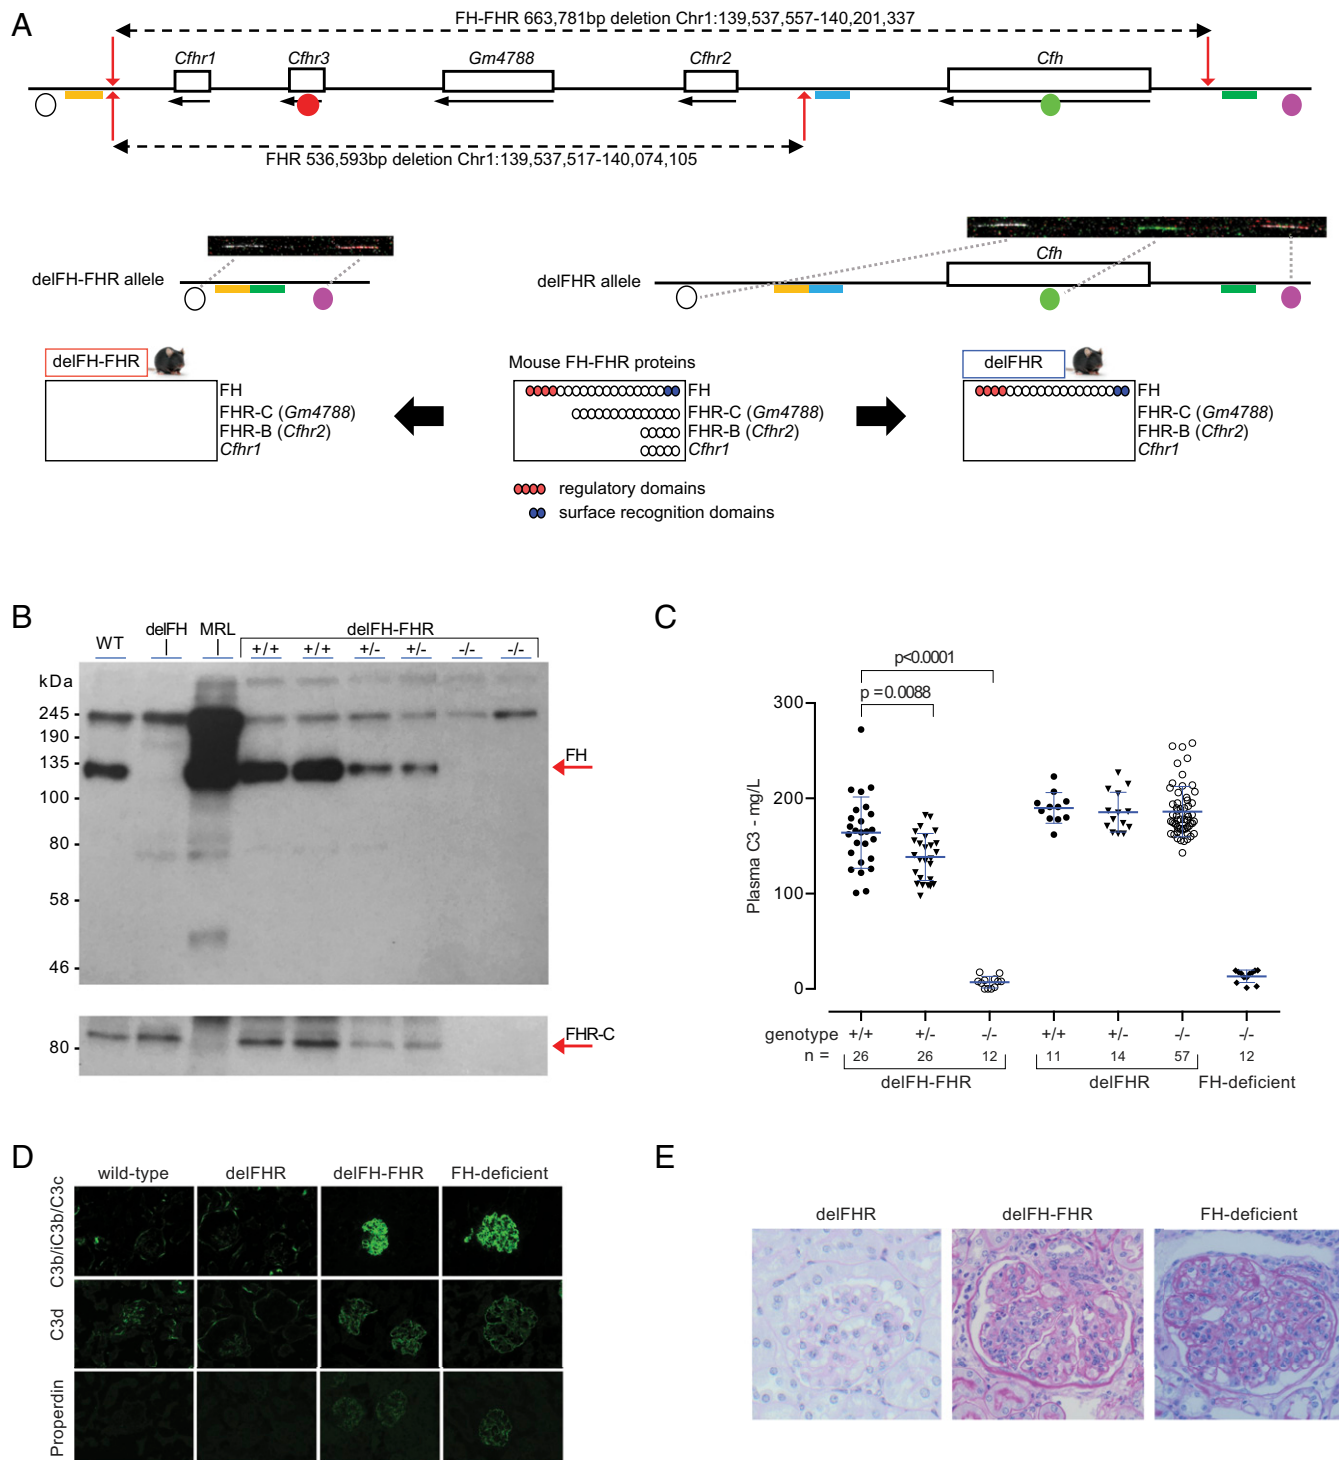 A
FH-FHR 663,781bp deletion Chr1:139,537,557-140,201,337
Cfhr1 Cfhr3 Gm4788 Cfhr2 Cfh
FHR 536,593bp deletion Chr1:139,537,517-140,074,105
delFH-FHR allele
delFHR allele
Cfh
delFH-FHR
FH
FHR-C (Gm4788)
FHR-B (Cfhr2)
Cfhr1
Mouse FH-FHR proteins
FH
FHR-C (Gm4788)
FHR-B (Cfhr2)
Cfhr1
regulatory domains
surface recognition domains
delFHR
FH
FHR-C (Gm4788)
FHR-B (Cfhr2)
Cfhr1
B
WT delFH MRL delFH-FHR
+/+ +/+ +/- +/- -/- -/-
kDa
245
190
135
100
80
58
46
FH
80
FHR-C
C
p<0.0001
p=0.0088
Plasma C3 - mg/L
300
200
100
0
genotype +/+ +/- -/- +/+ +/- -/- -/-
n = 26 26 12 11 14 57 12
delFH-FHR delFHR FH-deficient
D
wild-type delFHR delFH-FHR FH-deficient
C3b/iC3b/C3c
C3d
Properdin
E
delFHR delFH-FHR FH-deficient